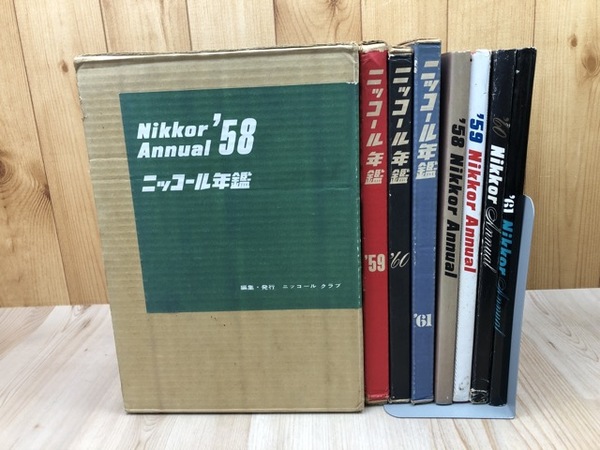 Nikkor '58
Annual
ニッコール年鑑
編集・発行 ニッコール クラブ
ニッコール年鑑 '59
ニッコール年鑑 '60
ニッコール年鑑 '61
'58 Nikkor Annual
'59 Nikkor Annual
'60 Nikkor Annual
'61 Nikkor Annual